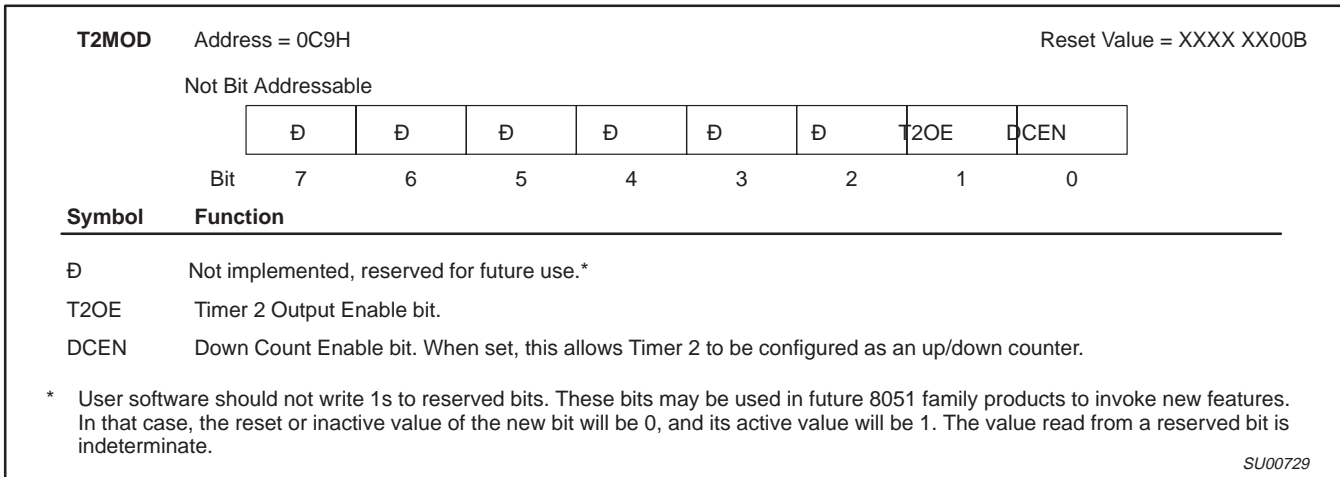 T2MOD Address = 0C9H Reset Value = XXXX XX00B
Not Bit Addressable
Ð Ð Ð Ð Ð Ð T2OE DCEN
Bit 7 6 5 4 3 2 1 0
Symbol Function
Ð Not implemented, reserved for future use.*
T2OE Timer 2 Output Enable bit.
DCEN Down Count Enable bit. When set, this allows Timer 2 to be configured as an up/down counter.
* User software should not write 1s to reserved bits. These bits may be used in future 8051 family products to invoke new features.
In that case, the reset or inactive value of the new bit will be 0, and its active value will be 1. The value read from a reserved bit is
indeterminate.
SU00729